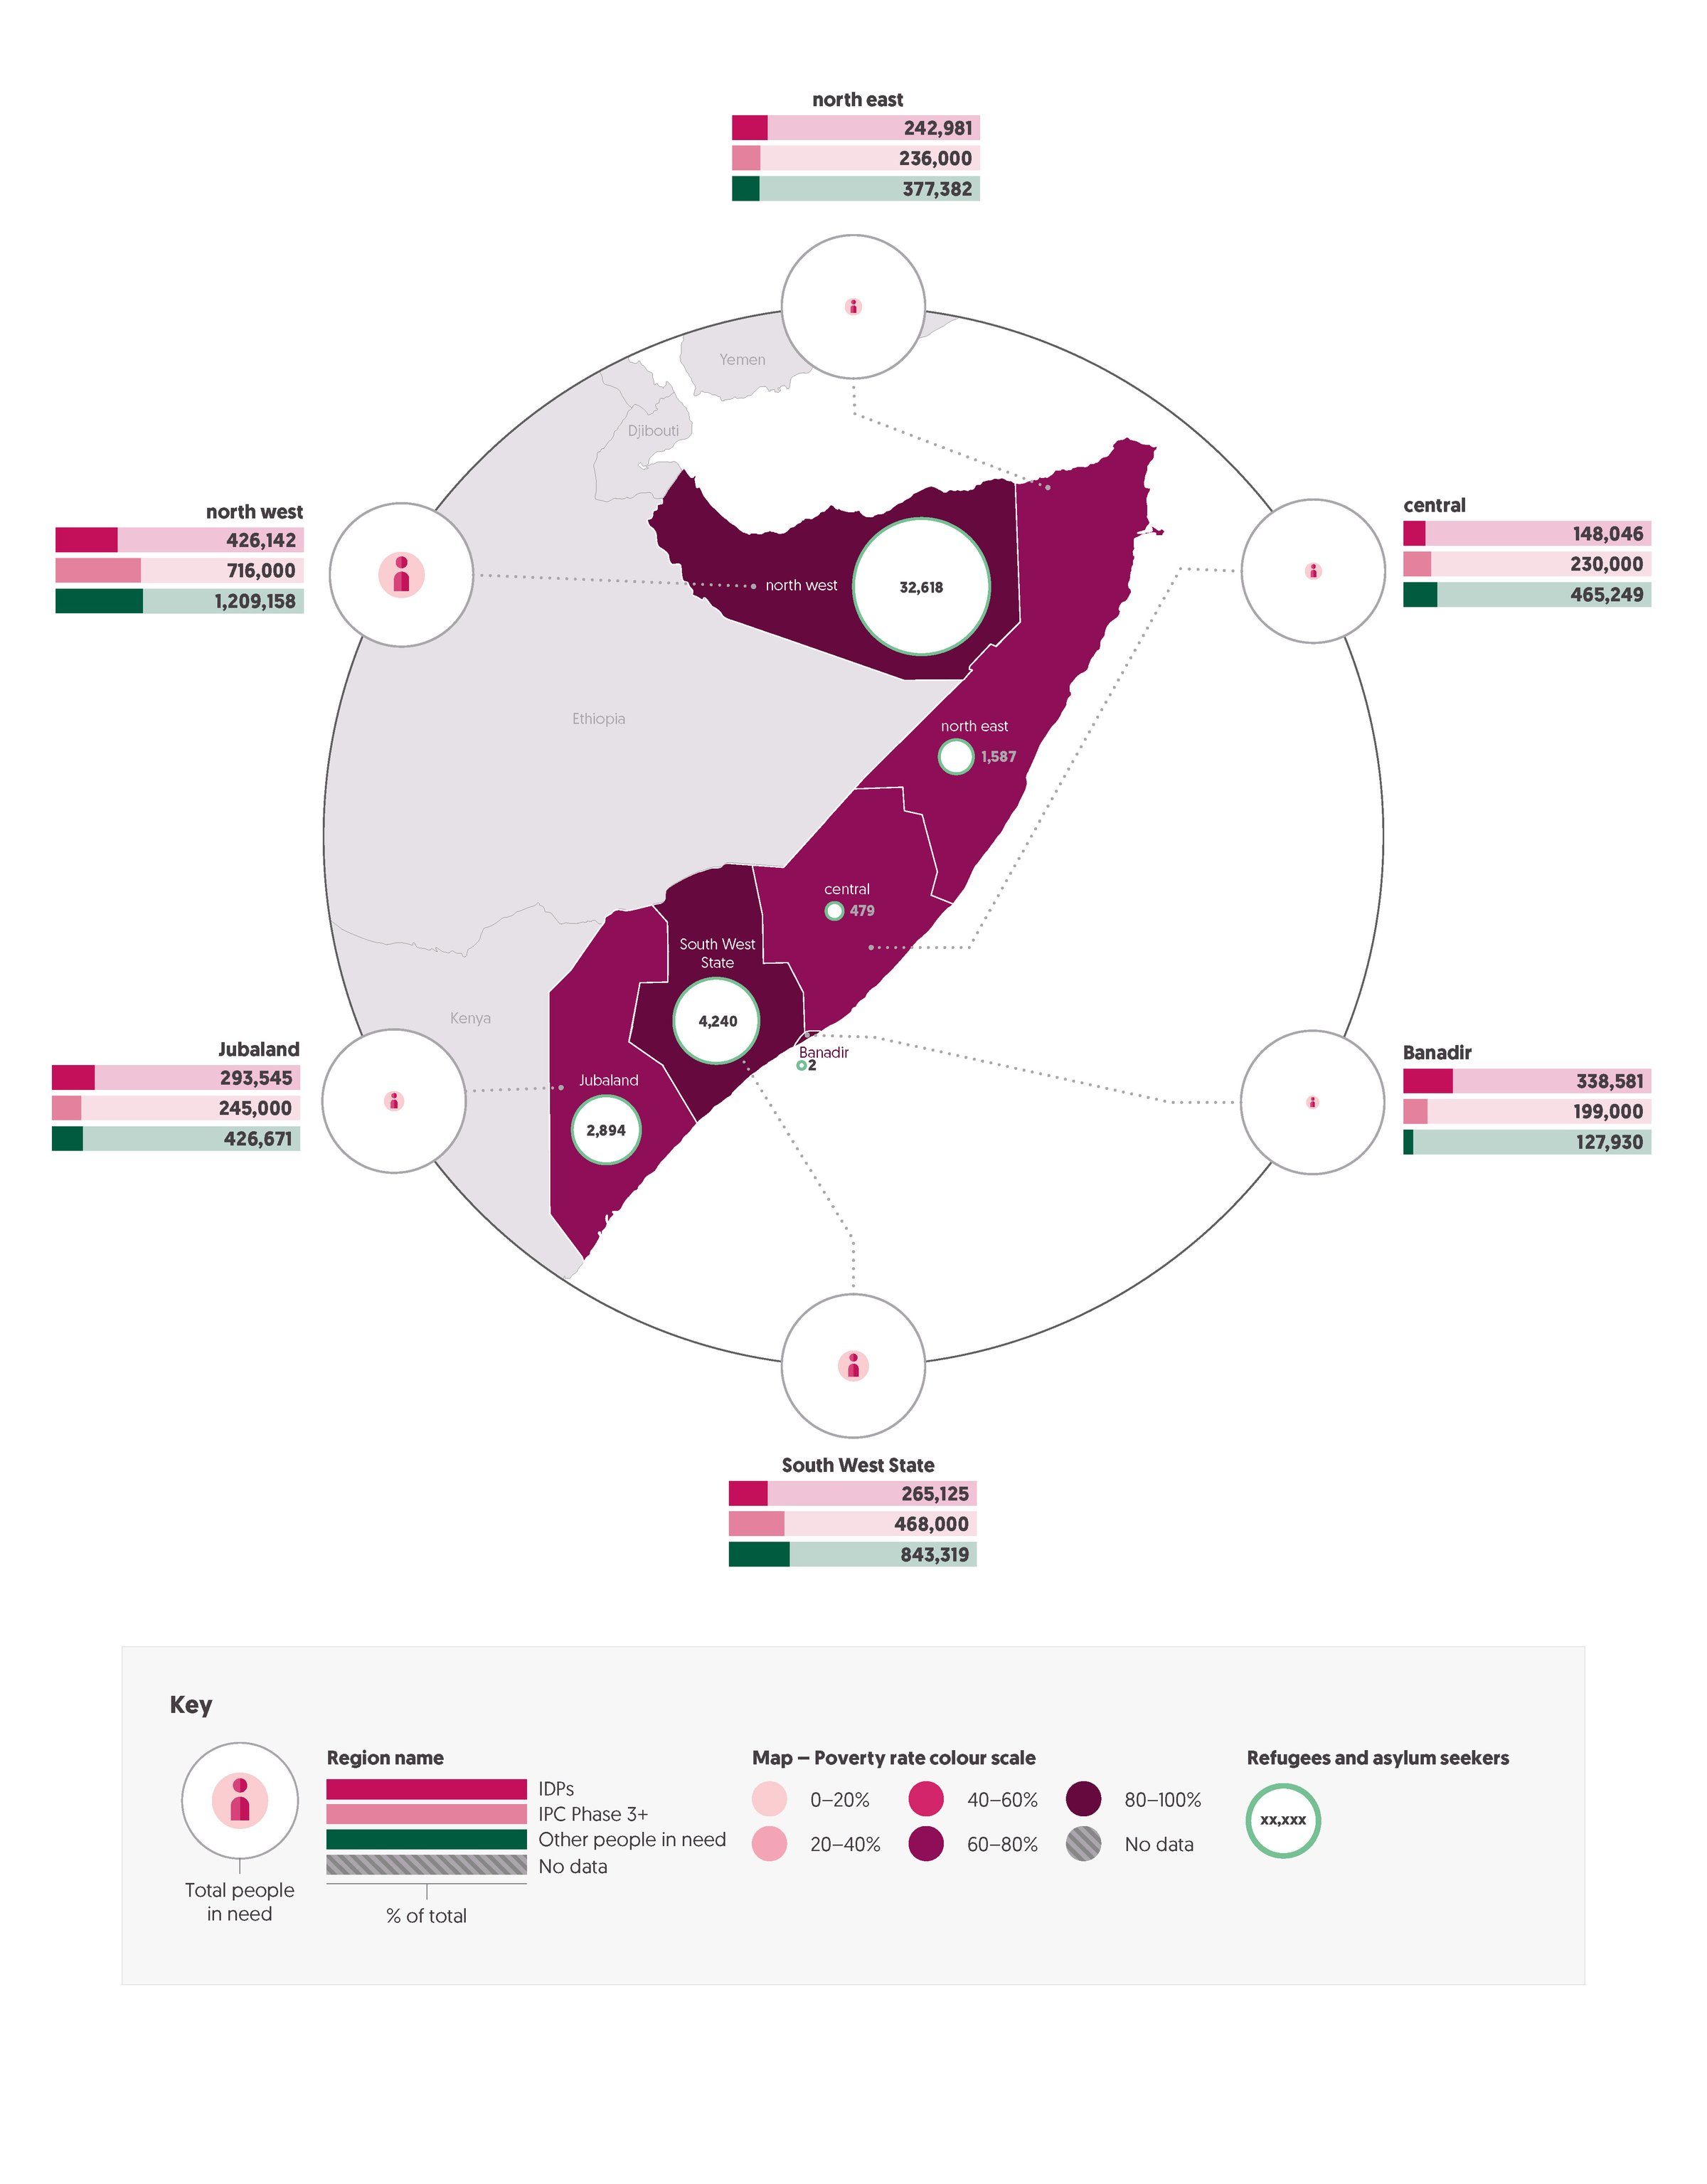 north east
242,981
236,000
377,382
Yemen
Djibouti
north west
426,142
716,000
1,209,158
central
148,046
230,000
465,249
north west
32,618
Ethiopia
north east
1,587
central
479
South West
State
4,240
Kenya
Banadir
2
Jubaland
2,894
Jubaland
293,545
245,000
426,671
Banadir
338,581
199,000
127,930
South West State
265,125
468,000
843,319
Key
Region name
IDPs
IPC Phase 3+
Other people in need
No data
% of total
Total people
in need
Map – Poverty rate colour scale
0–20%
40–60%
80–100%
20–40%
60–80%
No data
Refugees and asylum seekers
xx,xxx